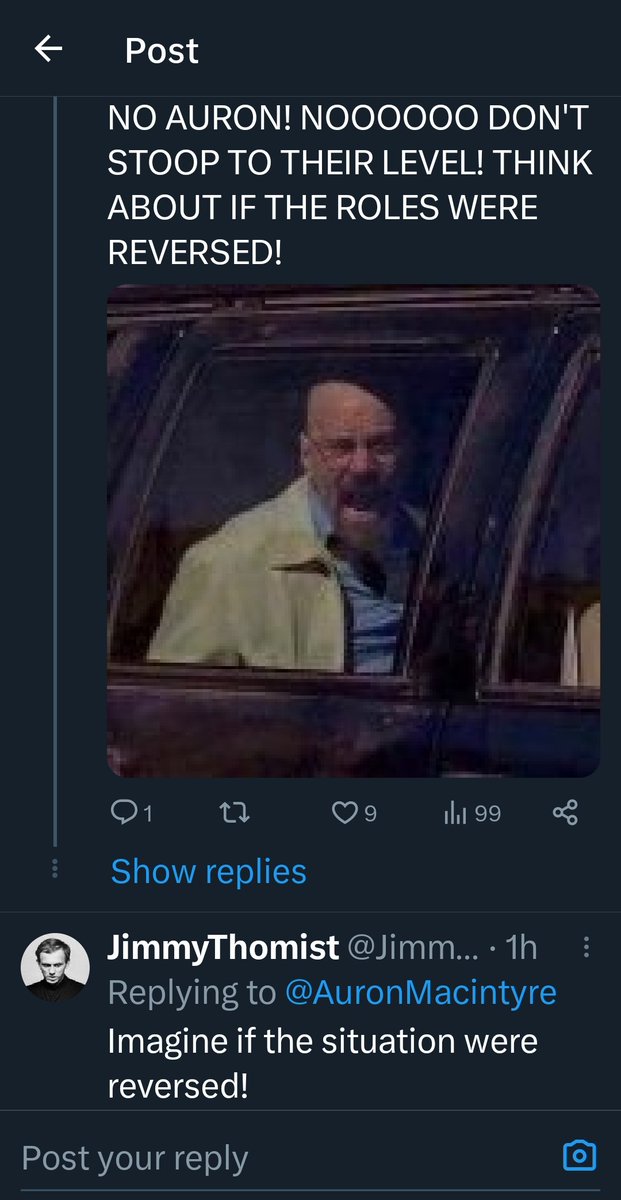 Post
NO AURON! NOOOOOO DON'T
STOOP TO THEIR LEVEL! THINK
ABOUT IF THE ROLES WERE
REVERSED!
1
9
99
Show replies
JimmyThomist @Jimm... · 1h
Replying to @AuronMacintyre
Imagine if the situation were
reversed!
Post your reply